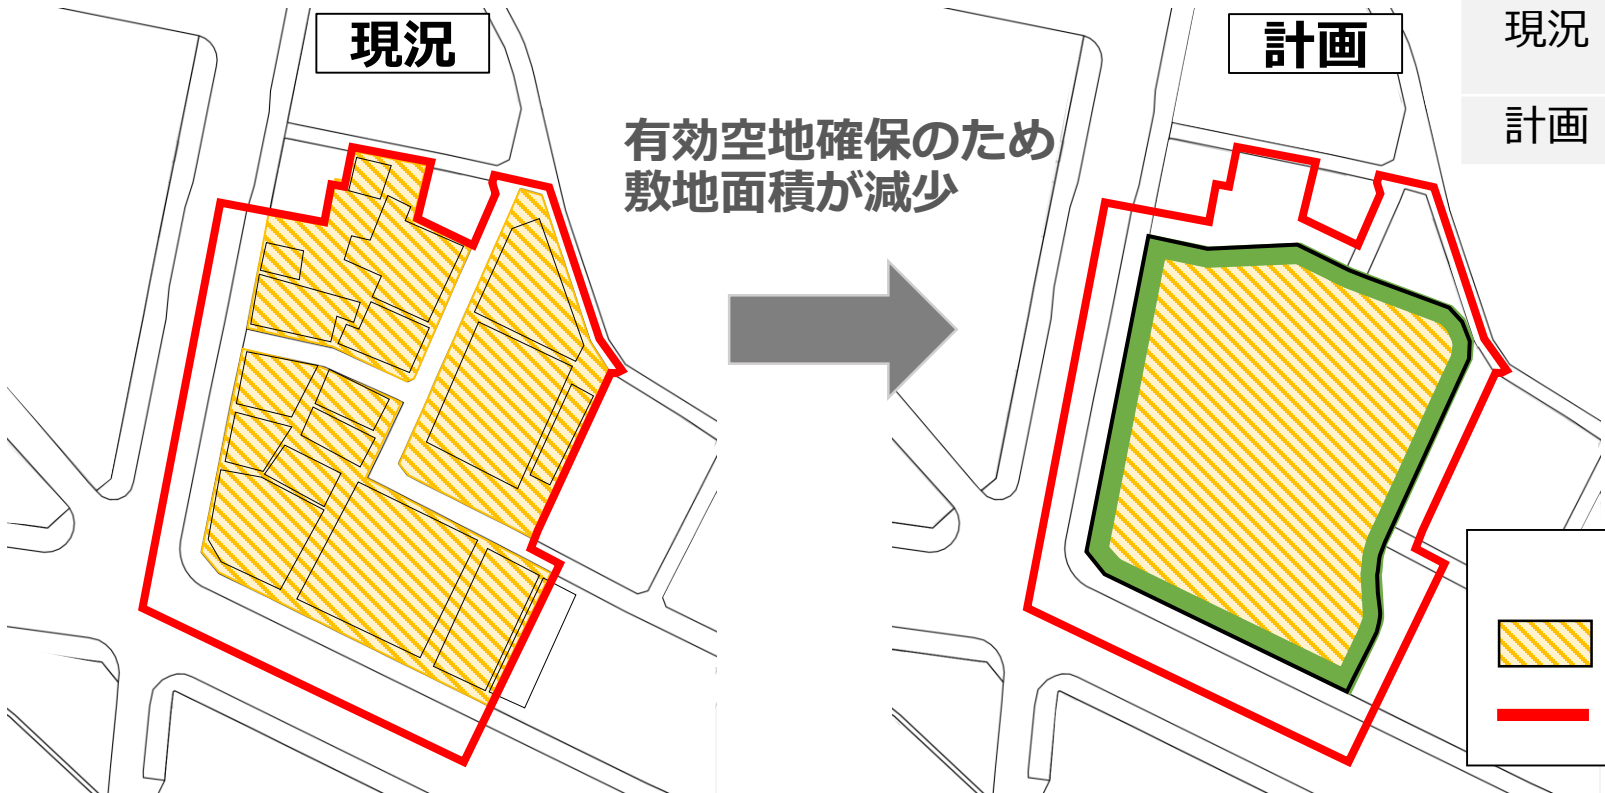 現況
計画
現況
計画
有効空地確保のため
敷地面積が減少